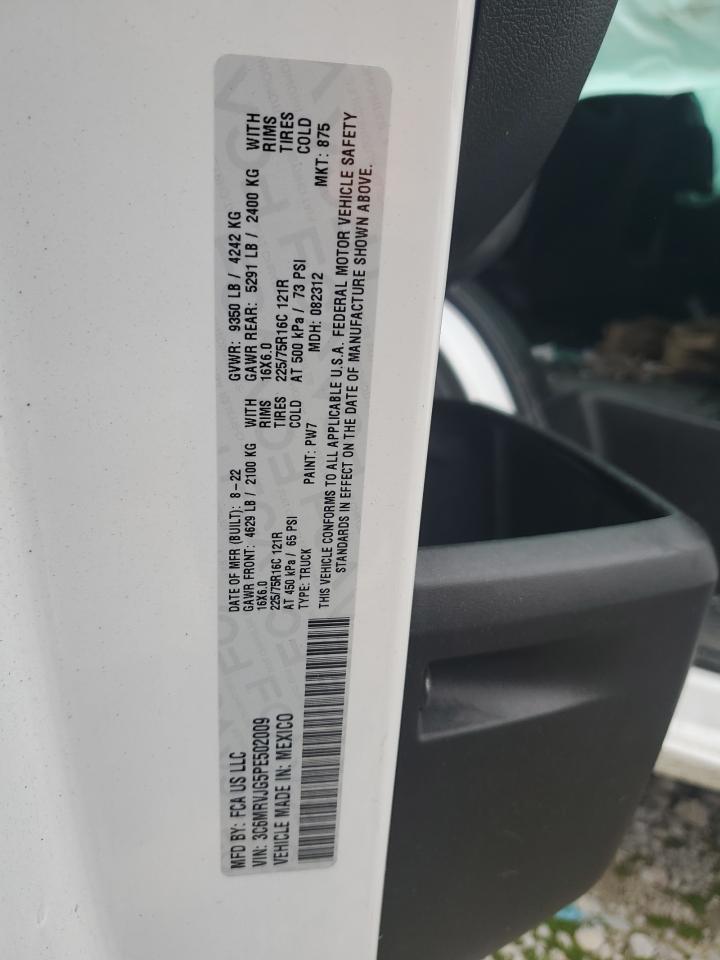 MFD BY: FCA US LLC
DATE OF MFR (BUILT): 8-22
GVWR: 9350 LB / 4242 KG
VIN: 3C6MRVJG5PE502009
GAWR FRONT: 4629 LB / 2100 KG WITH
GAWR REAR: 5291 LB / 2400 KG WITH
VEHICLE MADE IN: MEXICO
16X6.0 RIMS
16X6.0 RIMS
225/75R16C 121R TIRES
225/75R16C 121R TIRES
AT 450 kPa / 65 PSI COLD
AT 500 kPa / 73 PSI COLD
TYPE: TRUCK PAINT: PW7 MDH: 082312 MKT: 875
THIS VEHICLE CONFORMS TO ALL APPLICABLE U.S.A. FEDERAL MOTOR VEHICLE SAFETY
STANDARDS IN EFFECT ON THE DATE OF MANUFACTURE SHOWN ABOVE.